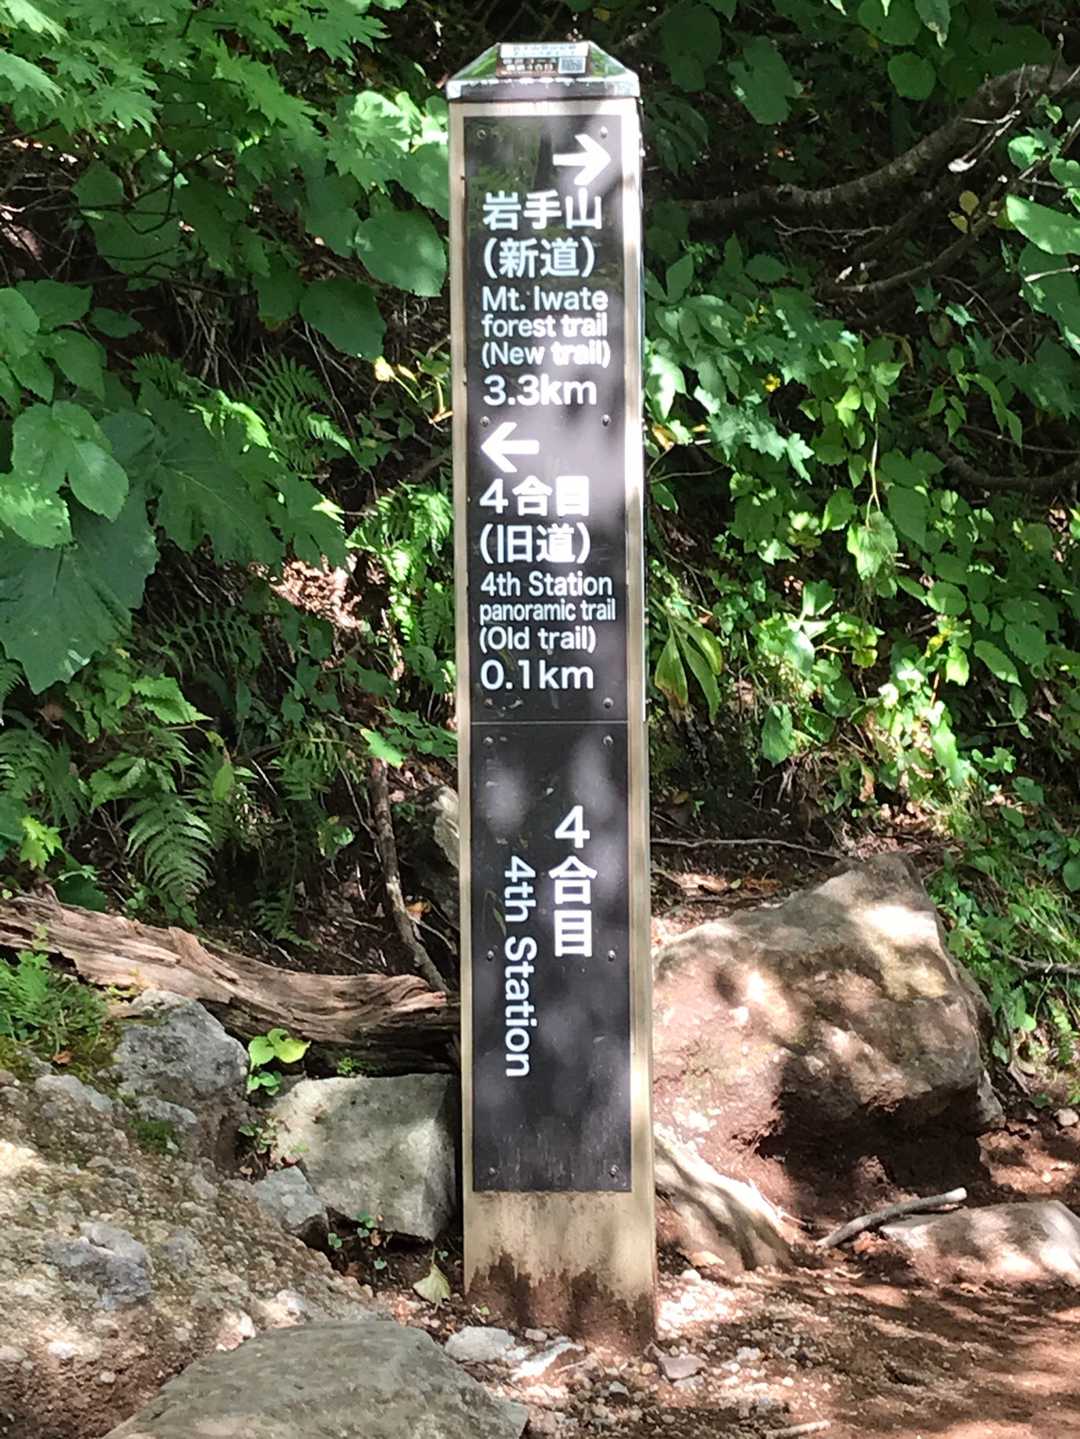 →
岩手山
(新道)
Mt. Iwate
forest trail
(New trail)
3.3km
←
4合目
(旧道)
4th Station
panoramic trail
(Old trail)
0.1km
4合目
4th Station